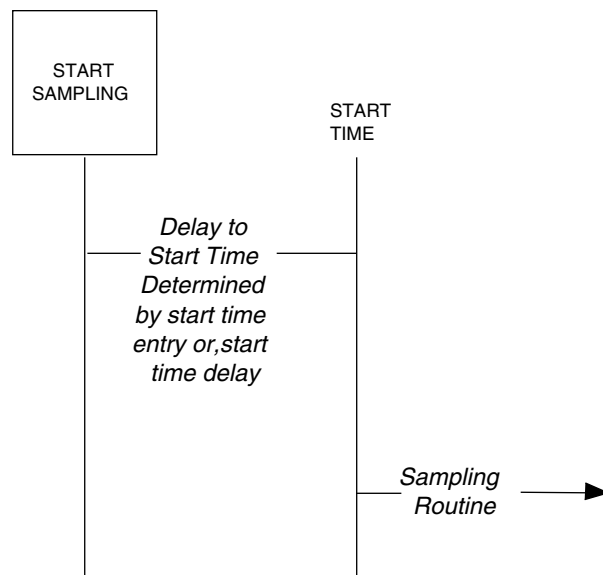 START
SAMPLING
START
TIME
Delay to
Start Time
Determined
by start time
entry or,start
time delay
Sampling
Routine